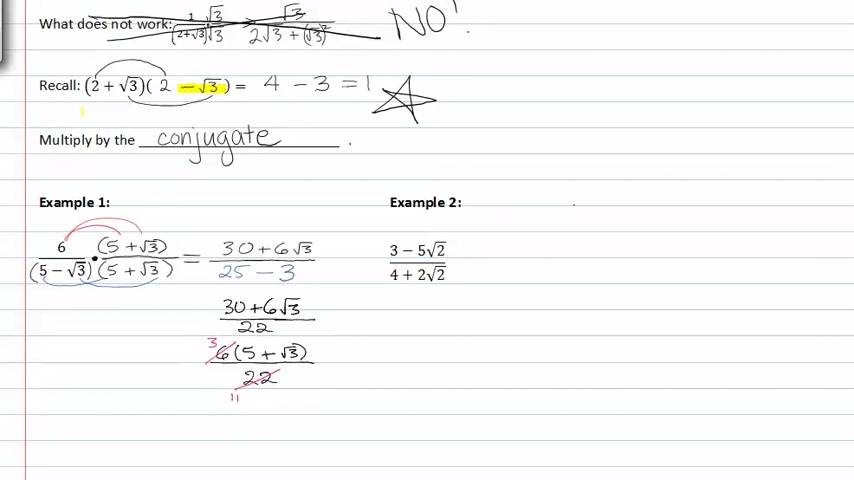 What does not work: 1/(2+√3) √3/√3 = √3/(2√3 + (√3)²) NO!
Recall: (2 + √3)( 2 − √3 ) = 4 − 3 = 1
Multiply by the conjugate .
Example 1: Example 2:
6/(5 − √3) • (5 + √3)/(5 + √3) = (30 + 6√3)/(25 − 3)
(3 − 5√2)/(4 + 2√2)
(30 + 6√3)/22
3 6(5 + √3)/22 11